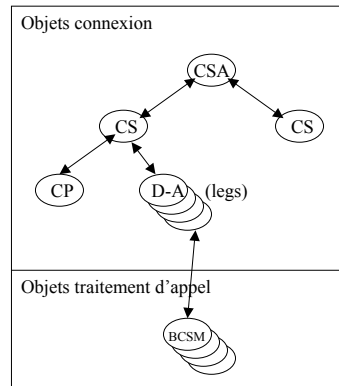 Objets connexion
CSA
CS
CS
CP
D-A
(legs)
Objets traitement d'appel
BCSM